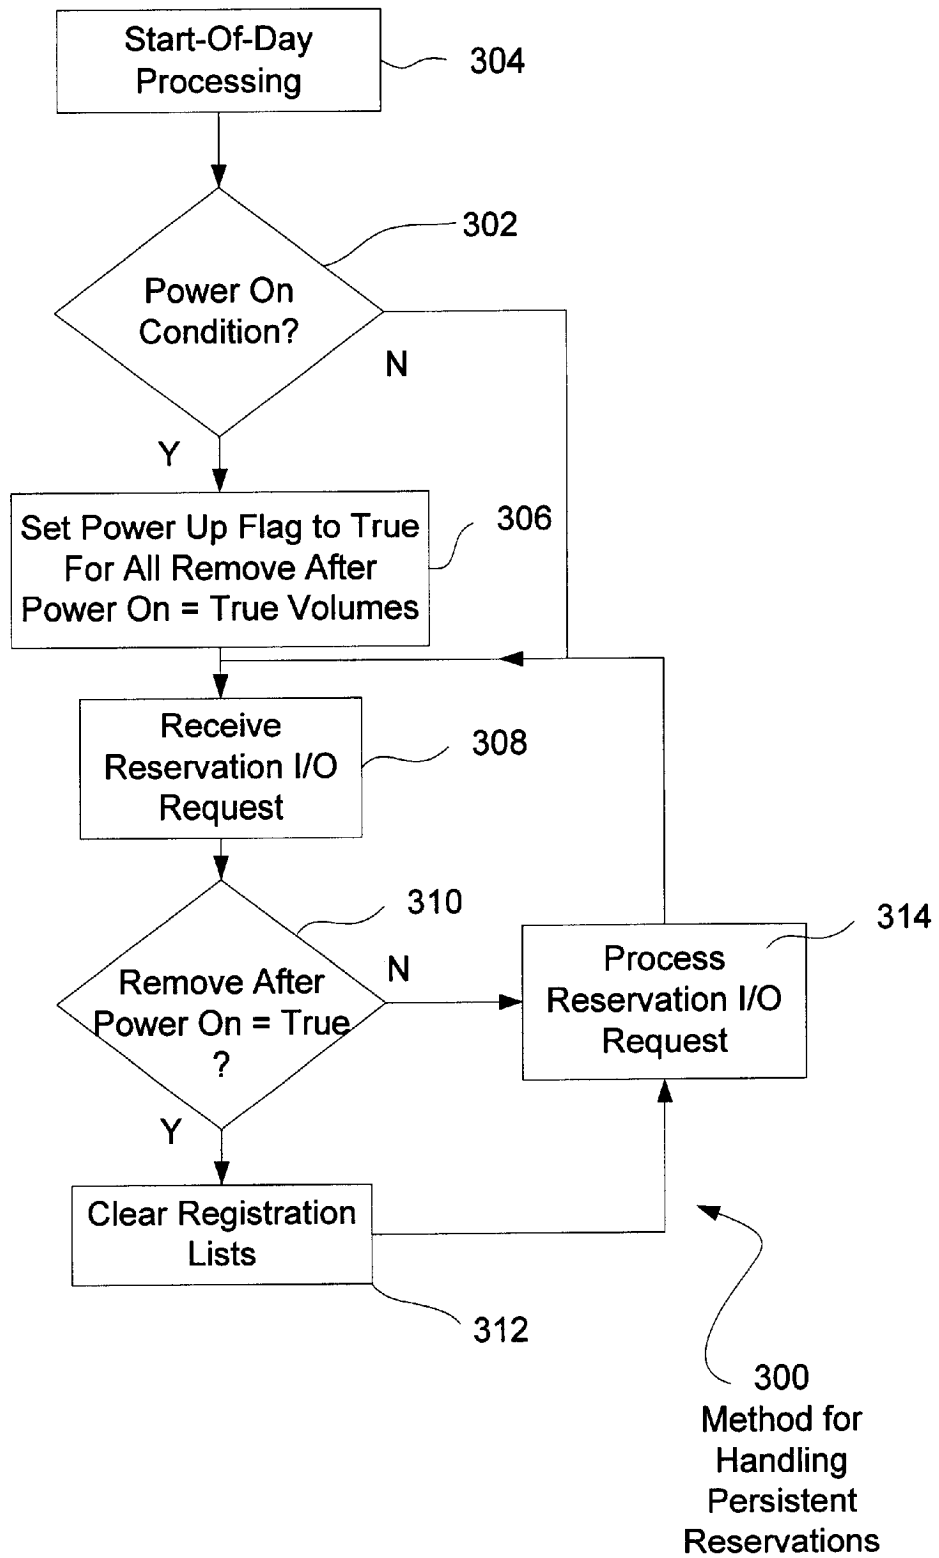 Start-Of-Day
Processing
304
302
Power On
Condition?
N
Y
Set Power Up Flag to True
For All Remove After
Power On = True Volumes
306
Receive
Reservation I/O
Request
308
310
Remove After
Power On = True
?
N
Y
314
Process
Reservation I/O
Request
Clear Registration
Lists
312
300
Method for
Handling
Persistent
Reservations